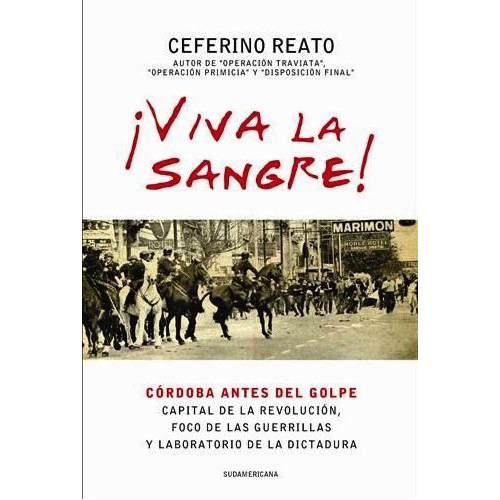 CEFERINO REATO
AUTOR DE "OPERACIÓN TRAVIATA",
"OPERACIÓN PRIMICIA" Y "DISPOSICIÓN FINAL"
¡VIVA LA
SANGRE!
MARIMON
CÓRDOBA ANTES DEL GOLPE
CAPITAL DE LA REVOLUCIÓN,
FOCO DE LAS GUERRILLAS
Y LABORATORIO DE LA DICTADURA
SUDAMERICANA